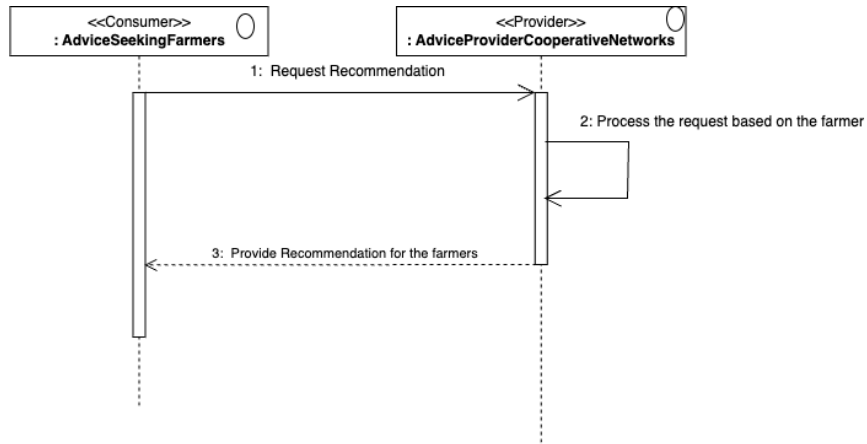 <<Consumer>>
: AdviceSeekingFarmers
<<Provider>>
: AdviceProviderCooperativeNetworks
1: Request Recommendation
2: Process the request based on the farmer
3: Provide Recommendation for the farmers